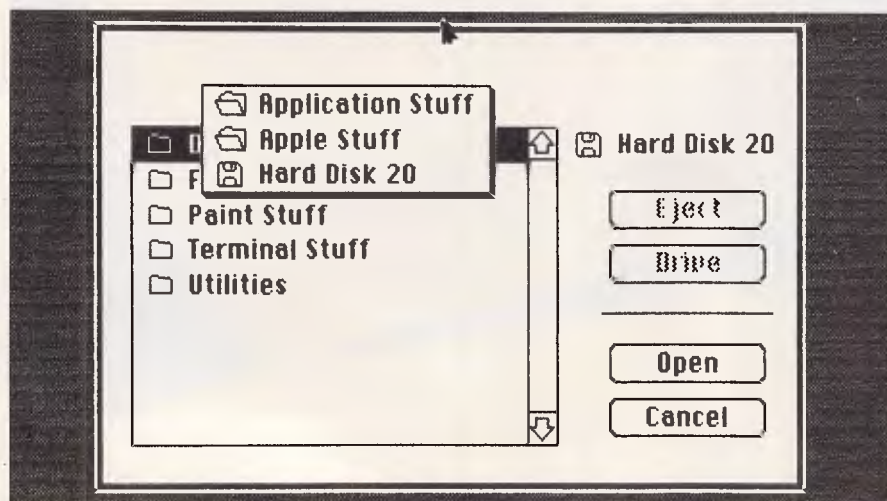 Application Stuff
Apple Stuff
Hard Disk 20
Paint Stuff
Terminal Stuff
Utilities
Hard Disk 20
Eject
Drive
Open
Cancel